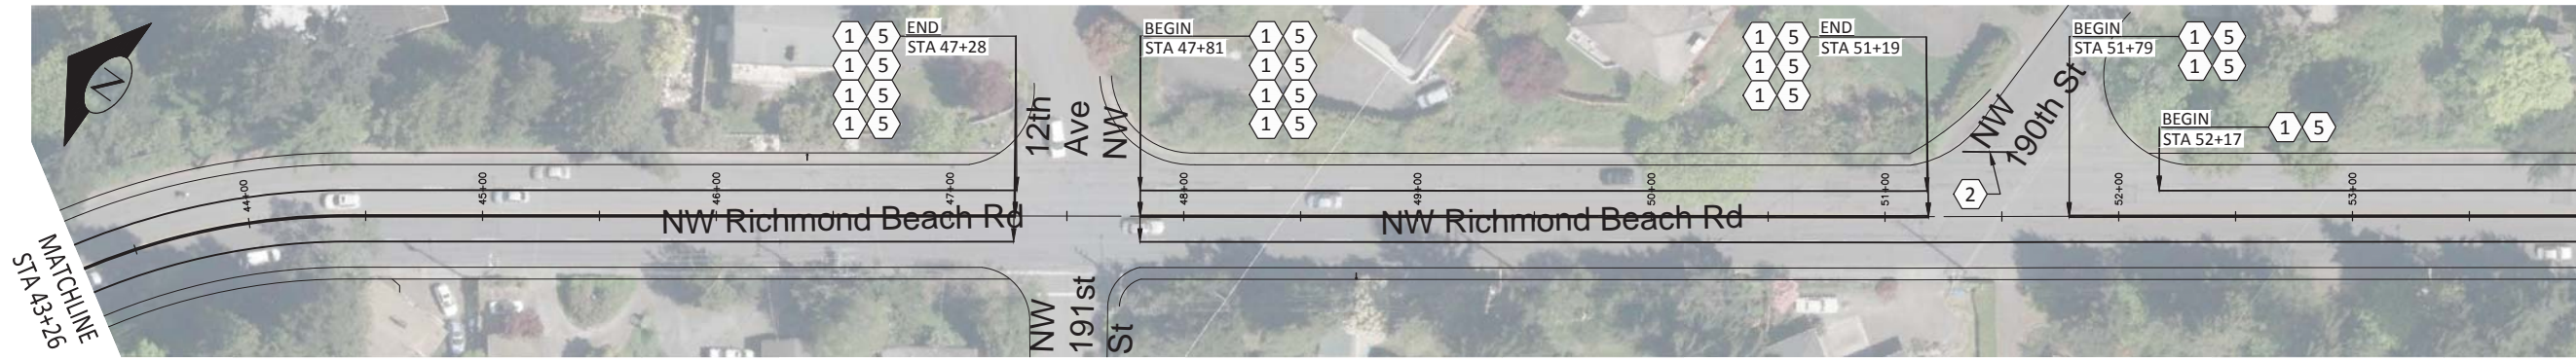 N
1 5 END
STA 47+28
1 5
1 5
1 5
BEGIN 1 5
STA 47+81
1 5
1 5
1 5
1 5 END
STA 51+19
1 5
1 5
BEGIN 1 5
STA 51+79
1 5
BEGIN 1 5
STA 52+17
12th
Ave
NW
NW
190th St
2
44+00
45+00
46+00
47+00
48+00
49+00
50+00
51+00
52+00
53+00
NW Richmond Beach Rd
NW Richmond Beach Rd
MATCHLINE
STA 43+26
NW
191st
St